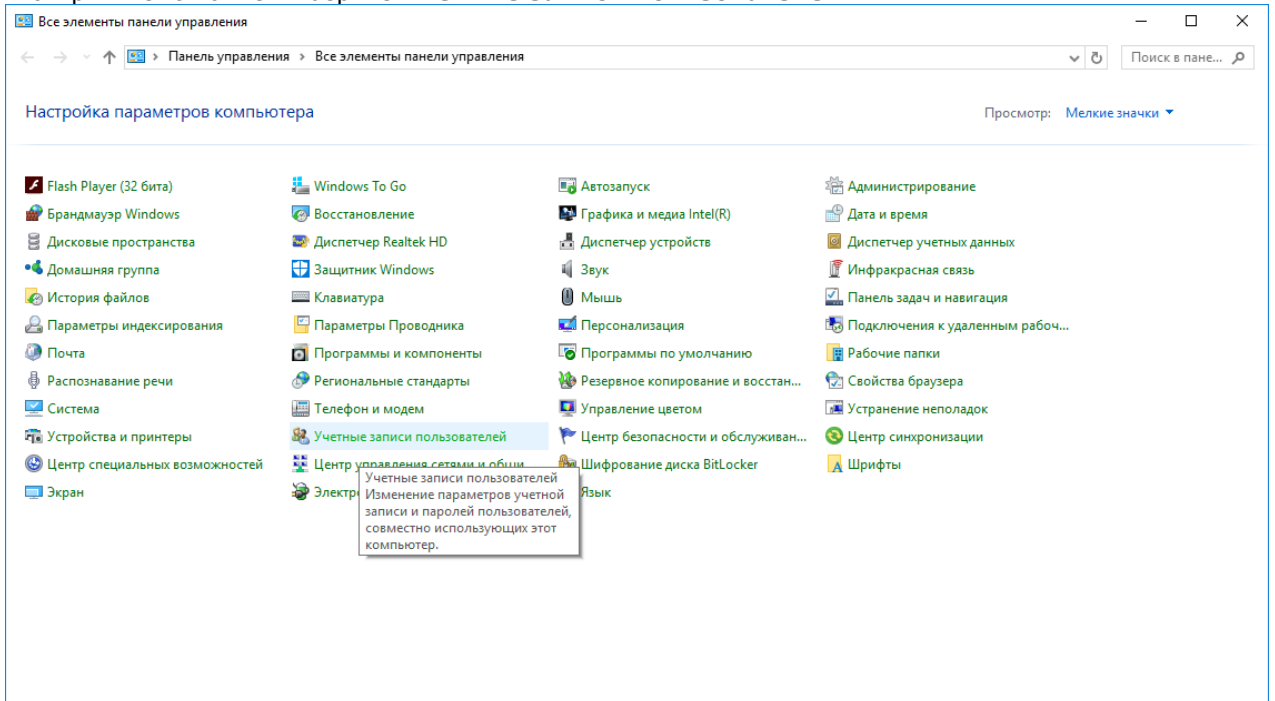 Все элементы панели управления
Панель управления > Все элементы панели управления
Поиск в пане...
Настройка параметров компьютера
Просмотр: Мелкие значки
Flash Player (32 бита)
Windows To Go
Автозапуск
Администрирование
Брандмауэр Windows
Восстановление
Графика и медиа Intel(R)
Дата и время
Дисковые пространства
Диспетчер Realtek HD
Диспетчер устройств
Диспетчер учетных данных
Домашняя группа
Защитник Windows
Звук
Инфракрасная связь
История файлов
Клавиатура
Мышь
Панель задач и навигация
Параметры индексирования
Параметры Проводника
Персонализация
Подключения к удаленным рабоч...
Почта
Программы и компоненты
Программы по умолчанию
Рабочие папки
Распознавание речи
Региональные стандарты
Резервное копирование и восстан...
Свойства браузера
Система
Телефон и модем
Управление цветом
Устранение неполадок
Устройства и принтеры
Учетные записи пользователей
Центр безопасности и обслуживан...
Центр синхронизации
Центр специальных возможностей
Центр управления сетями и общи
Шифрование диска BitLocker
Шрифты
Экран
Электр
Язык
Учетные записи пользователей
Изменение параметров учетной
записи и паролей пользователей,
совместно использующих этот
компьютер.